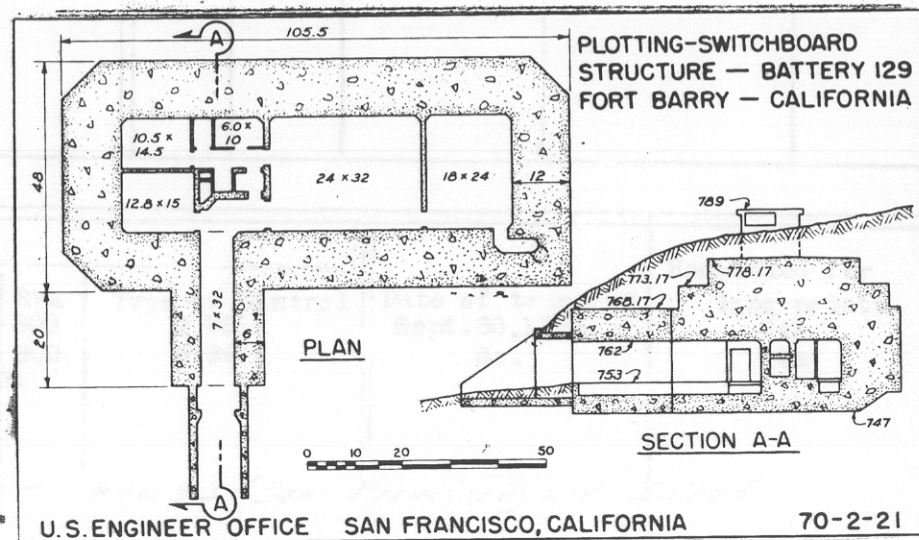 PLOTTING-SWITCHBOARD
STRUCTURE — BATTERY 129
FORT BARRY — CALIFORNIA
A
105.5
48
20
10.5 x
14.5
6.0 x
10
12.8 x 15
24 x 32
18 x 24
12
7 x 32
6
PLAN
A
0
10
20
50
789
778.17
773.17
768.17
762
753
747
SECTION A-A
U.S. ENGINEER OFFICE SAN FRANCISCO, CALIFORNIA 70-2-21